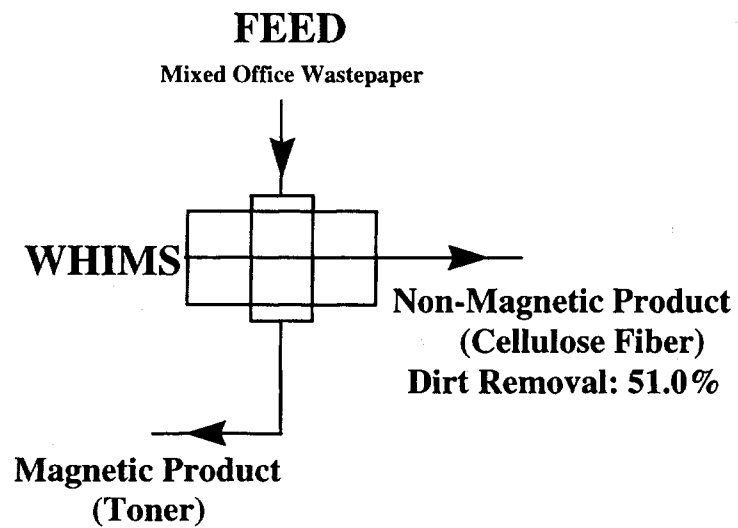 FEED
Mixed Office Wastepaper
WHIMS
Non-Magnetic Product
(Cellulose Fiber)
Dirt Removal: 51.0%
Magnetic Product
(Toner)